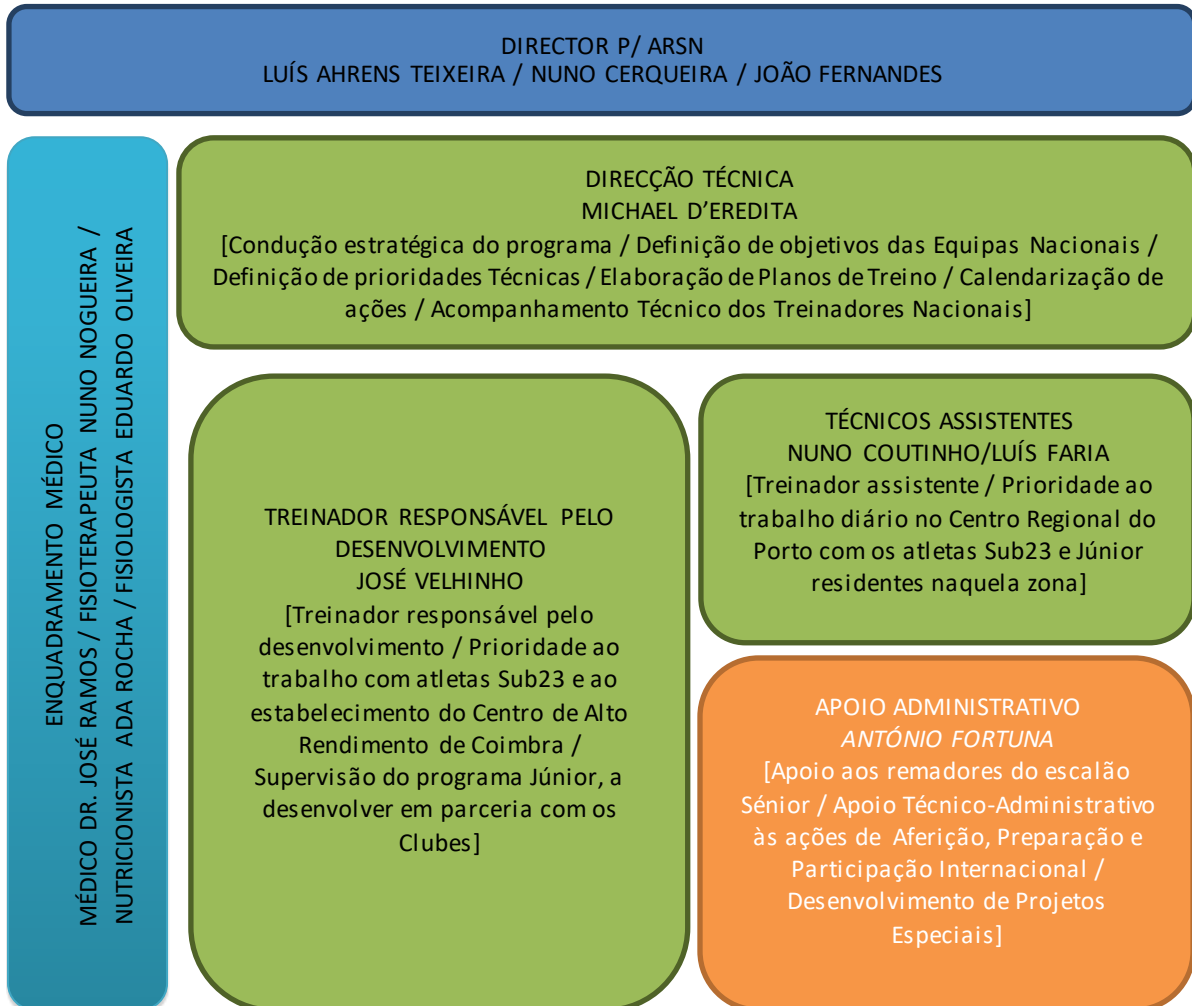 DIRECTOR P/ ARSN
LUÍS AHRENS TEIXEIRA / NUNO CERQUEIRA / JOÃO FERNANDES
ENQUADRAMENTO MÉDICO
MÉDICO DR. JOSÉ RAMOS / FISIOTERAPEUTA NUNO NOGUEIRA /
NUTRICIONISTA ADA ROCHA / FISIOLOGISTA EDUARDO OLIVEIRA
DIRECÇÃO TÉCNICA
MICHAEL D’EREDITA
[Condução estratégica do programa / Definição de objetivos das Equipas Nacionais /
Definição de prioridades Técnicas / Elaboração de Planos de Treino / Calendarização de
ações / Acompanhamento Técnico dos Treinadores Nacionais]
TREINADOR RESPONSÁVEL PELO
DESENVOLVIMENTO
JOSÉ VELHINHO
[Treinador responsável pelo
desenvolvimento / Prioridade ao
trabalho com atletas Sub23 e ao
estabelecimento do Centro de Alto
Rendimento de Coimbra /
Supervisão do programa Júnior, a
desenvolver em parceria com os
Clubes]
TÉCNICOS ASSISTENTES
NUNO COUTINHO/LUÍS FARIA
[Treinador assistente / Prioridade ao
trabalho diário no Centro Regional do
Porto com os atletas Sub23 e Júnior
residentes naquela zona]
APOIO ADMINISTRATIVO
ANTÓNIO FORTUNA
[Apoio aos remadores do escalão
Sénior / Apoio Técnico-Administrativo
às ações de Aferição, Preparação e
Participação Internacional /
Desenvolvimento de Projetos
Especiais]